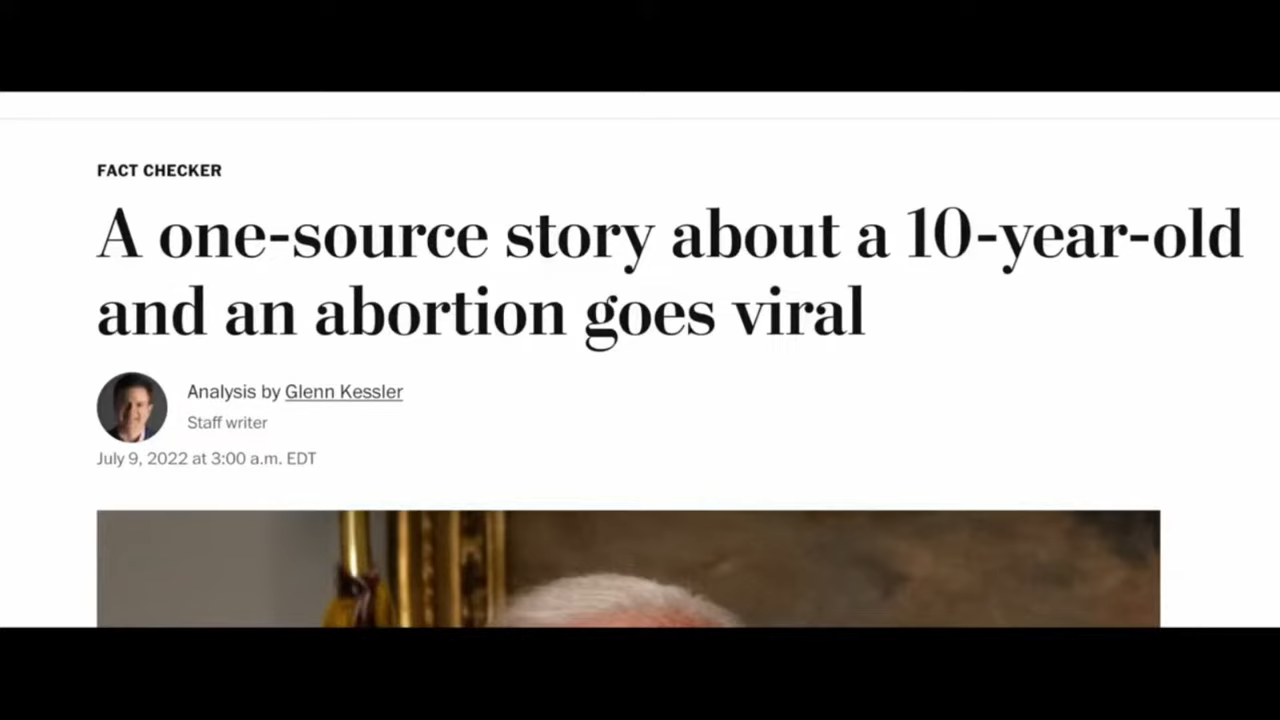 FACT CHECKER
A one-source story about a 10-year-old
and an abortion goes viral
Analysis by Glenn Kessler
Staff writer
July 9, 2022 at 3:00 a.m. EDT